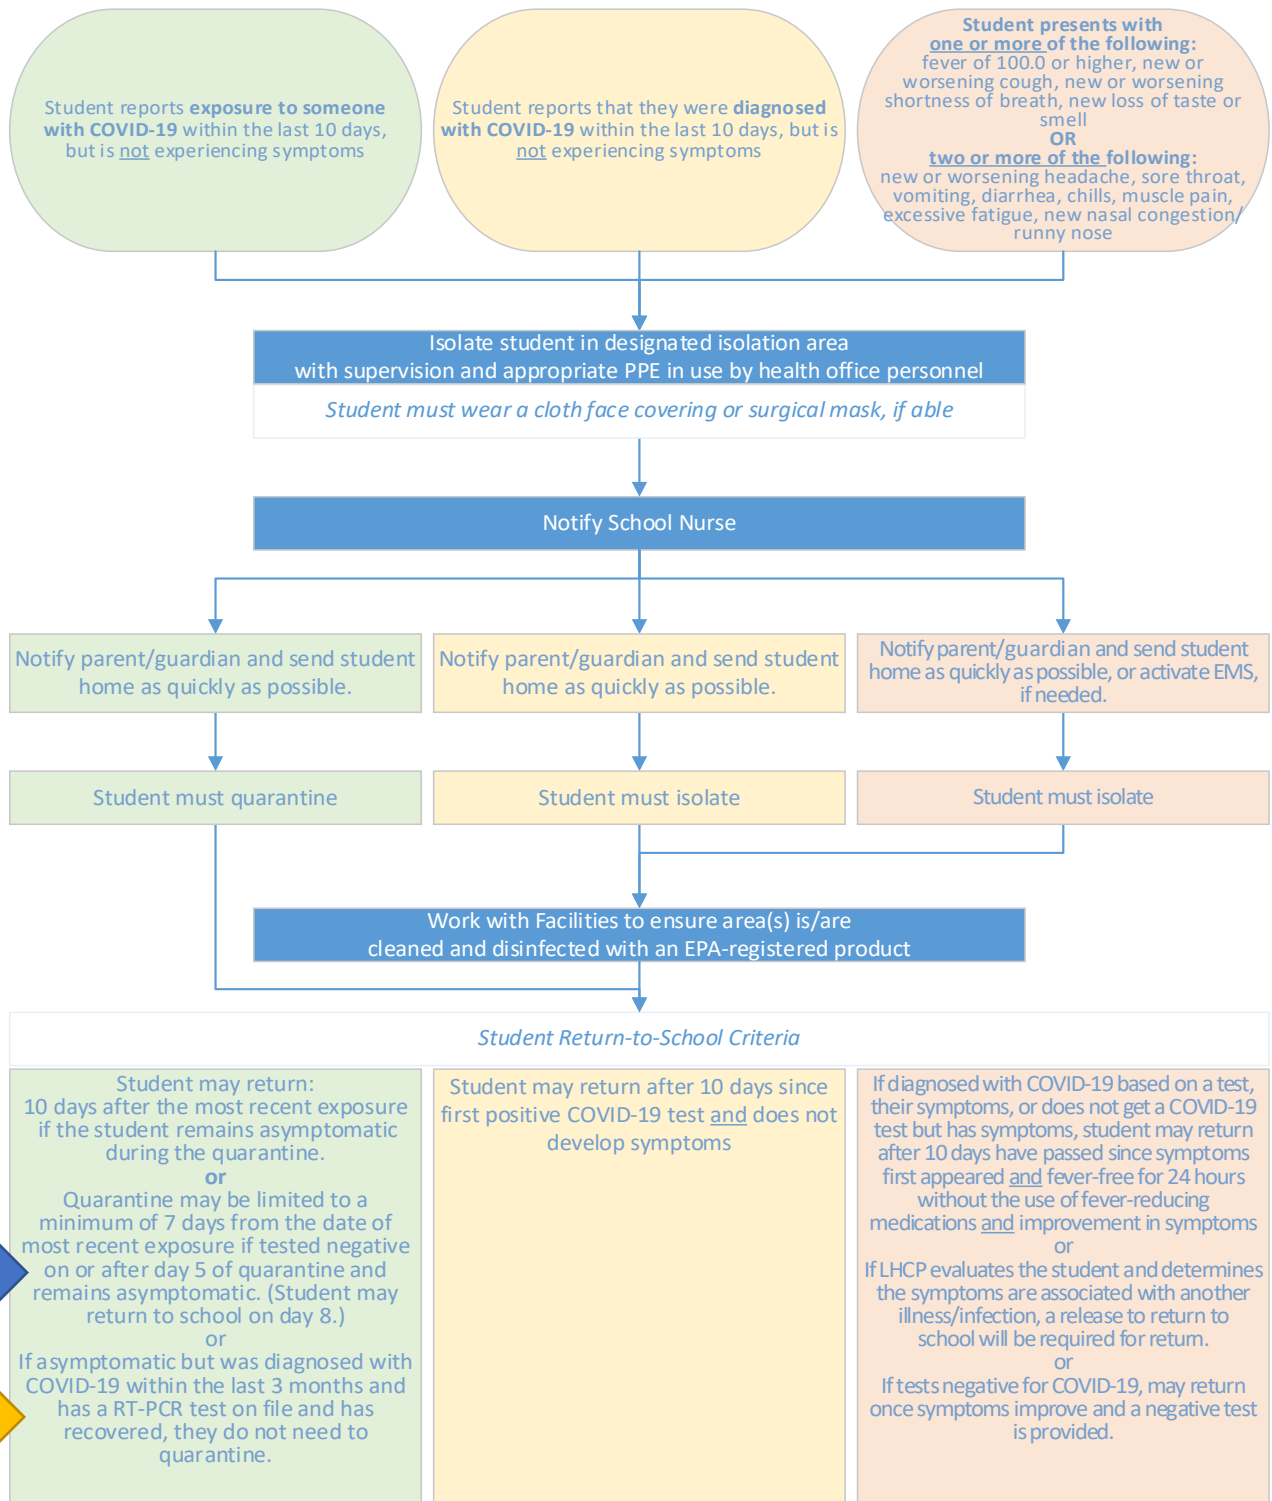 Student reports exposure to someone
with COVID-19 within the last 10 days,
but is not experiencing symptoms
Student reports that they were diagnosed
with COVID-19 within the last 10 days, but is
not experiencing symptoms
Student presents with
one or more of the following:
fever of 100.0 or higher, new or
worsening cough, new or worsening
shortness of breath, new loss of taste or
smell
OR
two or more of the following:
new or worsening headache, sore throat,
vomiting, diarrhea, chills, muscle pain,
excessive fatigue, new nasal congestion/
runny nose
Isolate student in designated isolation area
with supervision and appropriate PPE in use by health office personnel
Student must wear a cloth face covering or surgical mask, if able
Notify School Nurse
Notify parent/guardian and send student
home as quickly as possible.
Notify parent/guardian and send student
home as quickly as possible.
Notify parent/guardian and send student
home as quickly as possible, or activate EMS,
if needed.
Student must quarantine
Student must isolate
Student must isolate
Work with Facilities to ensure area(s) is/are
cleaned and disinfected with an EPA-registered product
Student Return-to-School Criteria
Student may return:
10 days after the most recent exposure
if the student remains asymptomatic
during the quarantine.
or
Quarantine may be limited to a
minimum of 7 days from the date of
most recent exposure if tested negative
on or after day 5 of quarantine and
remains asymptomatic. (Student may
return to school on day 8.)
or
If asymptomatic but was diagnosed with
COVID-19 within the last 3 months and
has a RT-PCR test on file and has
recovered, they do not need to
quarantine.
Student may return after 10 days since
first positive COVID-19 test and does not
develop symptoms
If diagnosed with COVID-19 based on a test,
their symptoms, or does not get a COVID-19
test but has symptoms, student may return
after 10 days have passed since symptoms
first appeared and fever-free for 24 hours
without the use of fever-reducing
medications and improvement in symptoms
or
If LHCP evaluates the student and determines
the symptoms are associated with another
illness/infection, a release to return to
school will be required for return.
or
If tests negative for COVID-19, may return
once symptoms improve and a negative test
is provided.